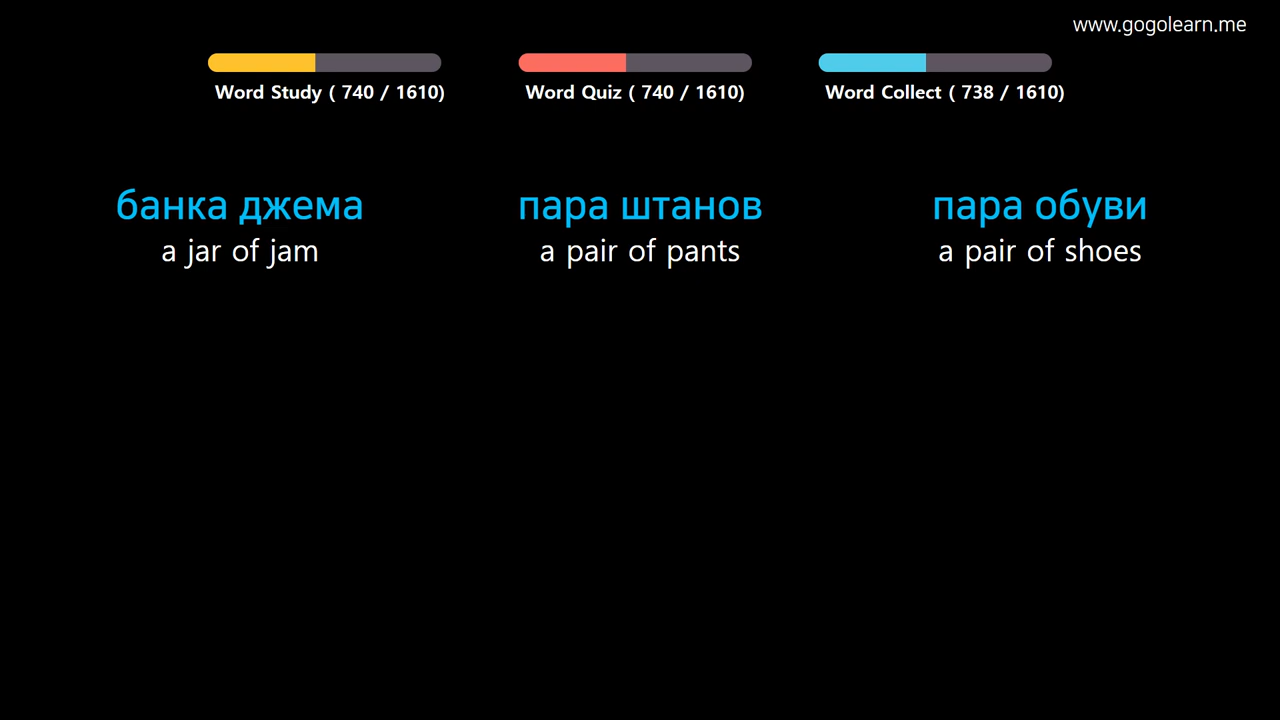 www.gogolearn.me
Word Study ( 740 / 1610)
Word Quiz ( 740 / 1610)
Word Collect ( 738 / 1610)
банка джема
a jar of jam
пара штанов
a pair of pants
пара обуви
a pair of shoes